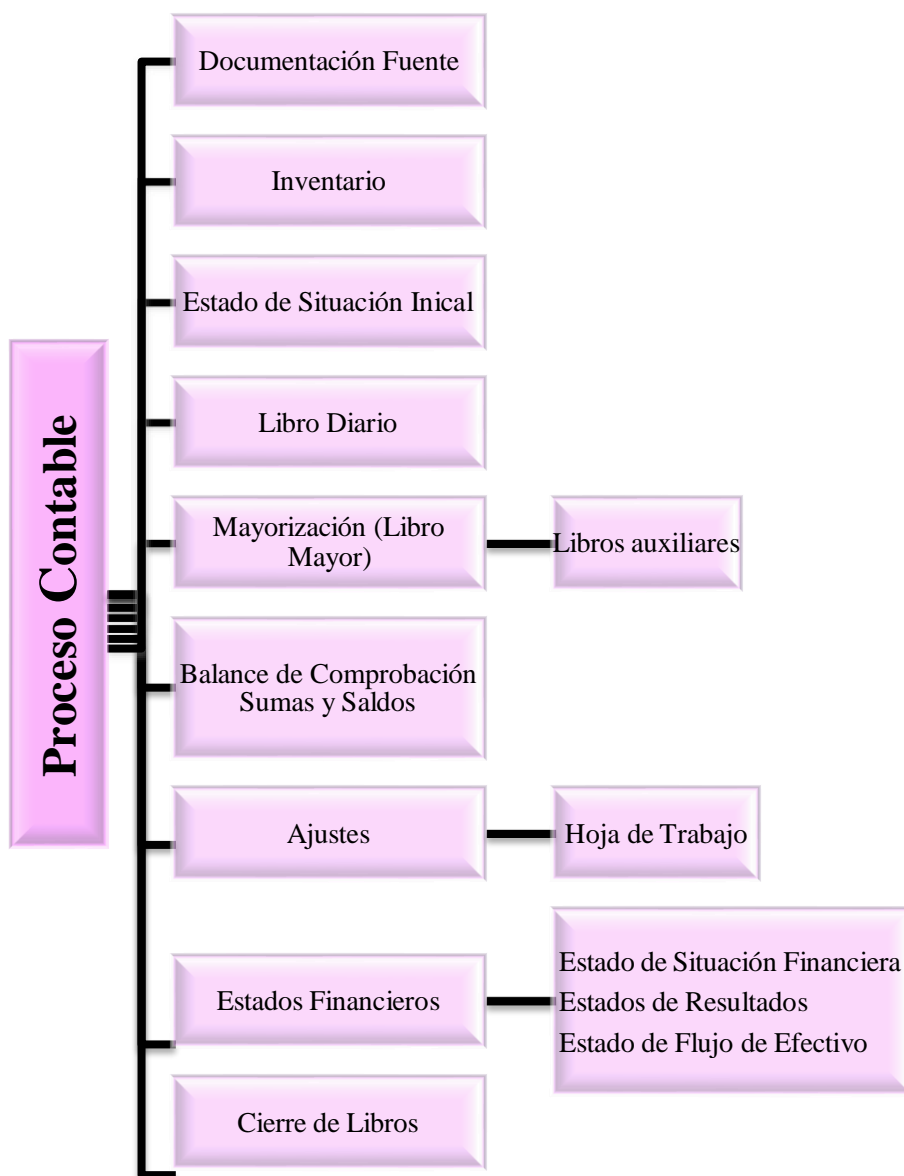 Proceso Contable
Documentación Fuente
Inventario
Estado de Situación Inical
Libro Diario
Mayorización (Libro
Mayor)
Libros auxiliares
Balance de Comprobación
Sumas y Saldos
Ajustes
Hoja de Trabajo
Estados Financieros
Estado de Situación Financiera
Estados de Resultados
Estado de Flujo de Efectivo
Cierre de Libros